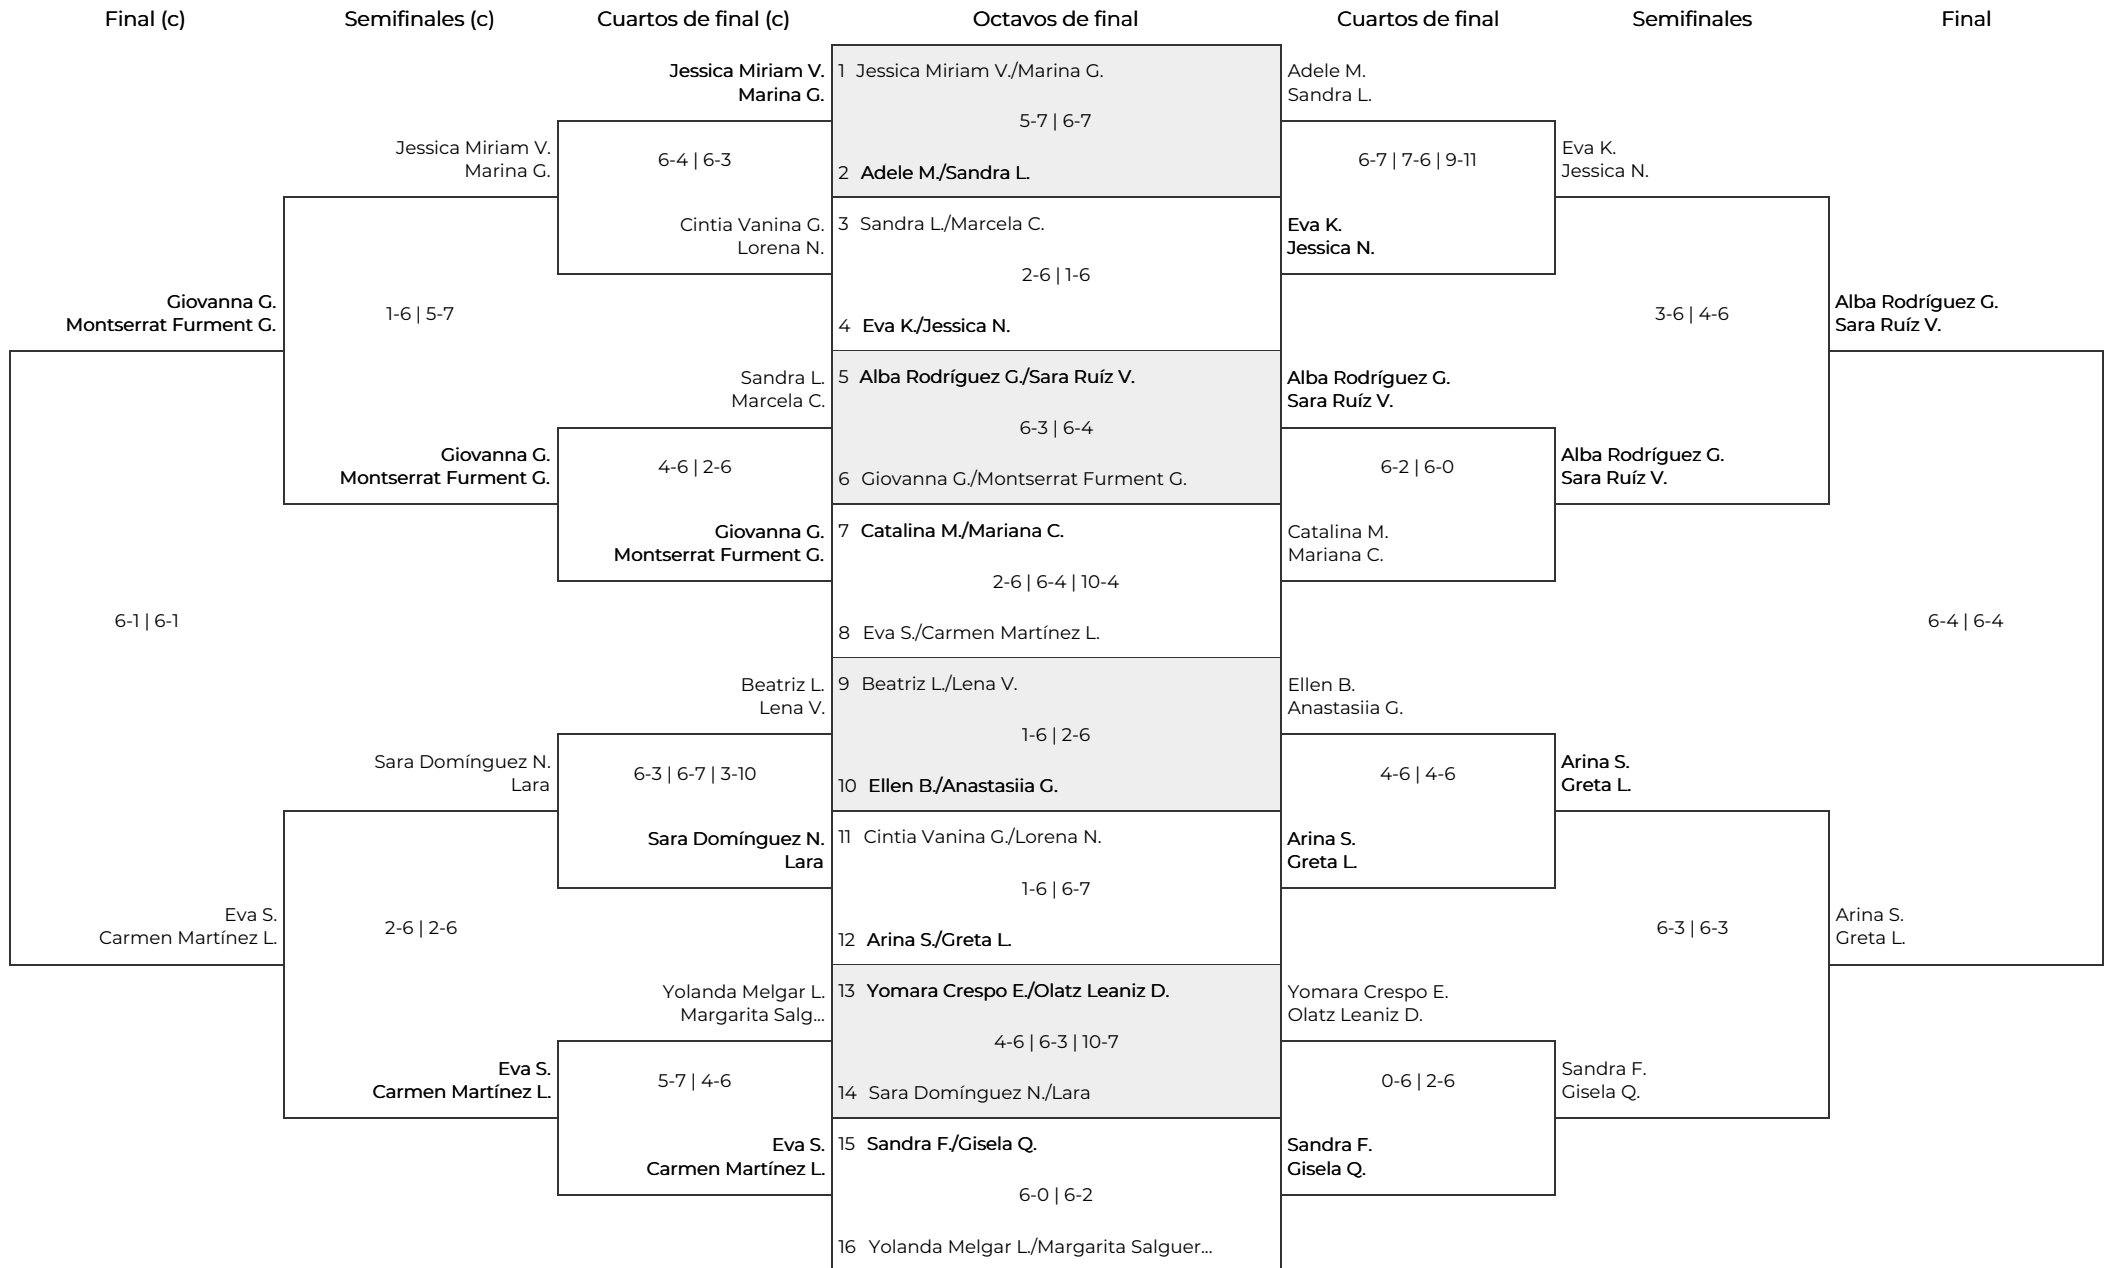 Final (c)
Semifinales (c)
Cuartos de final (c)
Octavos de final
Cuartos de final
Semifinales
Final
Giovanna G.
Montserrat Furment G.
6-1 | 6-1
Eva S.
Carmen Martínez L.
Jessica Miriam V.
Marina G.
1-6 | 5-7
Giovanna G.
Montserrat Furment G.
Sara Domínguez N.
Lara
2-6 | 2-6
Eva S.
Carmen Martínez L.
Jessica Miriam V.
Marina G.
6-4 | 6-3
Cintia Vanina G.
Lorena N.
Sandra L.
Marcela C.
4-6 | 2-6
Giovanna G.
Montserrat Furment G.
Beatriz L.
Lena V.
6-3 | 6-7 | 3-10
Sara Domínguez N.
Lara
Yolanda Melgar L.
Margarita Salg...
5-7 | 4-6
Eva S.
Carmen Martínez L.
1 Jessica Miriam V./Marina G.
5-7 | 6-7
2 Adele M./Sandra L.
3 Sandra L./Marcela C.
2-6 | 1-6
4 Eva K./Jessica N.
5 Alba Rodríguez G./Sara Ruíz V.
6-3 | 6-4
6 Giovanna G./Montserrat Furment G.
7 Catalina M./Mariana C.
2-6 | 6-4 | 10-4
8 Eva S./Carmen Martínez L.
9 Beatriz L./Lena V.
1-6 | 2-6
10 Ellen B./Anastasiia G.
11 Cintia Vanina G./Lorena N.
1-6 | 6-7
12 Arina S./Greta L.
13 Yomara Crespo E./Olatz Leaniz D.
4-6 | 6-3 | 10-7
14 Sara Domínguez N./Lara
15 Sandra F./Gisela Q.
6-0 | 6-2
16 Yolanda Melgar L./Margarita Salguer...
Adele M.
Sandra L.
6-7 | 7-6 | 9-11
Eva K.
Jessica N.
Alba Rodríguez G.
Sara Ruíz V.
6-2 | 6-0
Catalina M.
Mariana C.
Ellen B.
Anastasiia G.
4-6 | 4-6
Arina S.
Greta L.
Yomara Crespo E.
Olatz Leaniz D.
0-6 | 2-6
Sandra F.
Gisela Q.
Eva K.
Jessica N.
3-6 | 4-6
Alba Rodríguez G.
Sara Ruíz V.
Arina S.
Greta L.
6-3 | 6-3
Sandra F.
Gisela Q.
Alba Rodríguez G.
Sara Ruíz V.
6-4 | 6-4
Arina S.
Greta L.